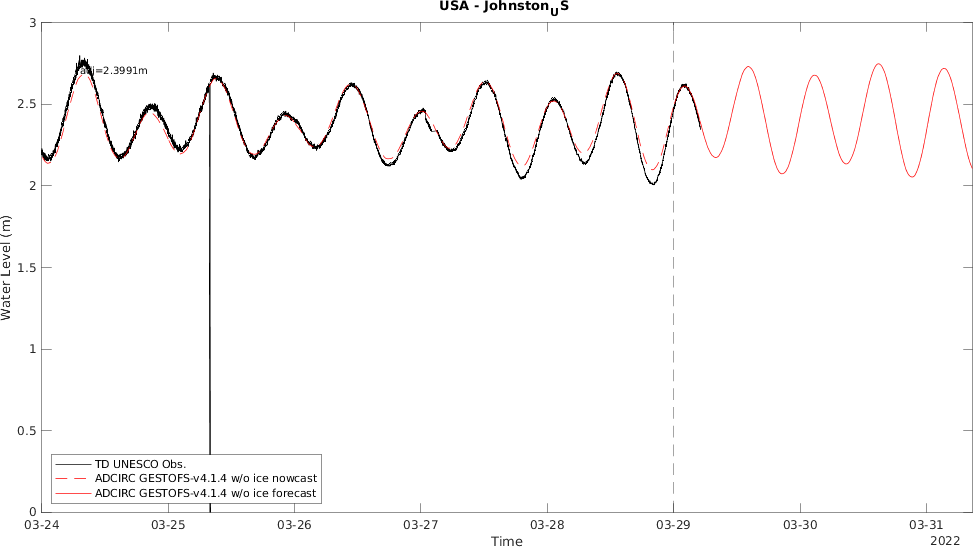 USA - Johnston_US
3
2.5
2
1.5
1
0.5
0
Water Level (m)
adj=2.3991m
TD UNESCO Obs.
ADCIRC GESTOFS-v4.1.4 w/o ice nowcast
ADCIRC GESTOFS-v4.1.4 w/o ice forecast
03-24 03-25 03-26 03-27 03-28 03-29 03-30 03-31
Time
2022